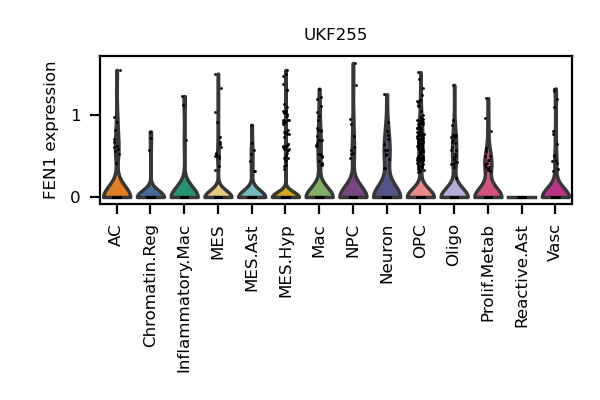 UKF255
FEN1 expression
1
0
AC
Chromatin.Reg
Inflammatory.Mac
MES
MES.Ast
MES.Hyp
Mac
NPC
Neuron
OPC
Oligo
Prolif.Metab
Reactive.Ast
Vasc